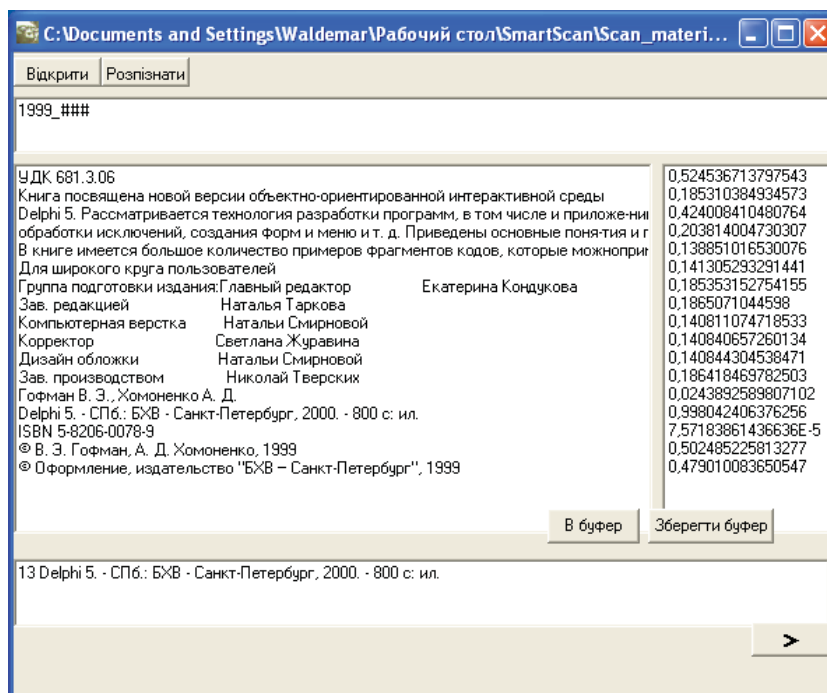 C:\Documents and Settings\Waldemar\Рабочий стол\SmartScan\Scan_materi...
Відкрити Розпізнати
1999_###
УДК 681.3.06
Книга посвящена новой версии объектно-ориентированной интерактивной среды
Delphi 5. Рассматривается технология разработки программ, в том числе и приложе-ни
обработки исключений, создания форм и меню и т. д. Приведены основные поня-тия и г
В книге имеется большое количество примеров фрагментов кодов, которые можнопри
Для широкого круга пользователей
Группа подготовки издания:Главный редактор Екатерина Кондукова
Зав. редакцией Наталья Таркова
Компьютерная верстка Натальи Смирновой
Корректор Светлана Журавина
Дизайн обложки Натальи Смирновой
Зав. производством Николай Тверских
Гофман В. Э., Хомоненко А. Д.
Delphi 5. - СПб.: БХВ - Санкт-Петербург, 2000. - 800 с: ил.
ISBN 5-8206-0078-9
© В. Э. Гофман, А. Д. Хомоненко, 1999
© Оформление, издательство "БХВ – Санкт-Петербург", 1999
0,524536713797543
0,185310384934573
0,424008410480764
0,203814004730307
0,138851016530076
0,141305293291441
0,185353152754155
0,1865071044598
0,140811074718533
0,140840657260134
0,140844304538471
0,186418469782503
0,0243892589807102
0,998042406376256
7,57183861436636E-5
0,502485225813277
0,479010083650547
В буфер Зберегти буфер
13 Delphi 5. - СПб.: БХВ - Санкт-Петербург, 2000. - 800 с: ил.
>